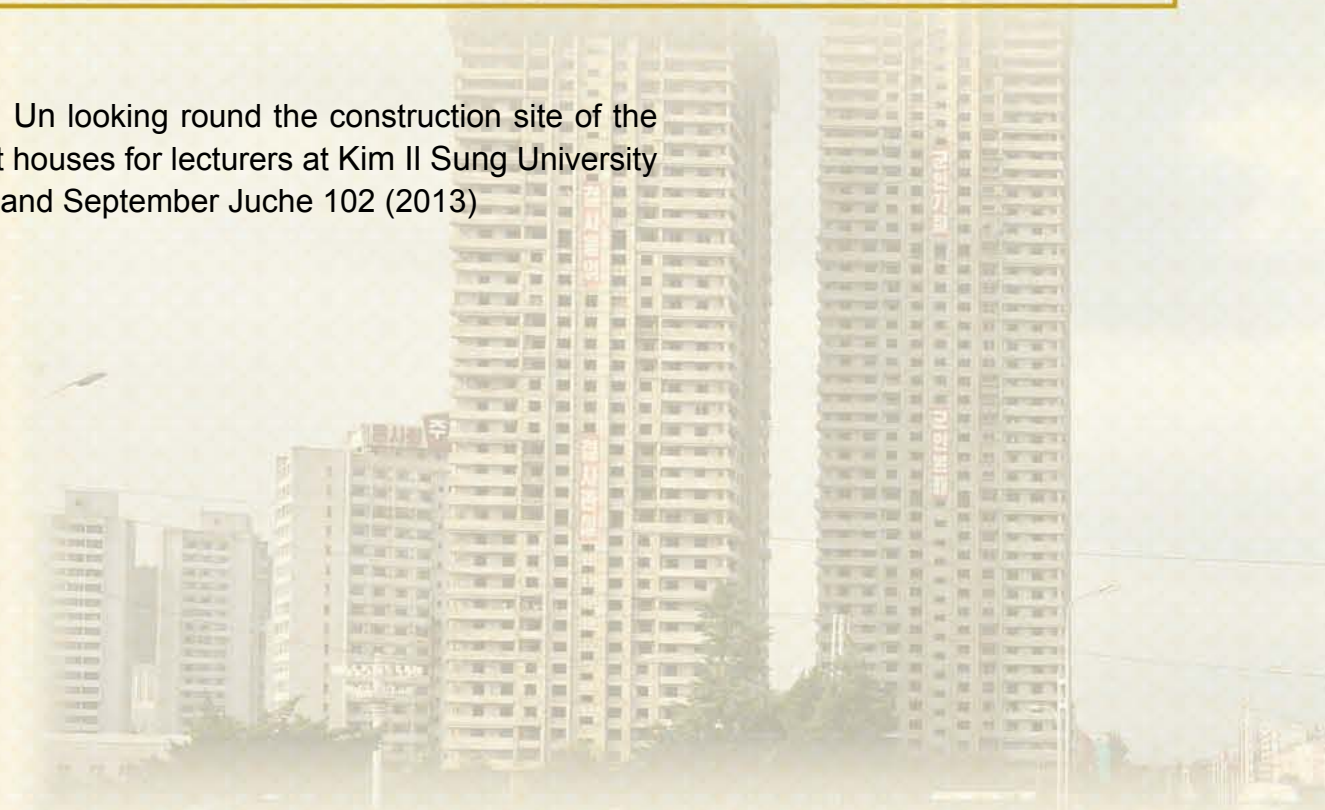 Un looking round the construction site of the
t houses for lecturers at Kim Il Sung University
and September Juche 102 (2013)